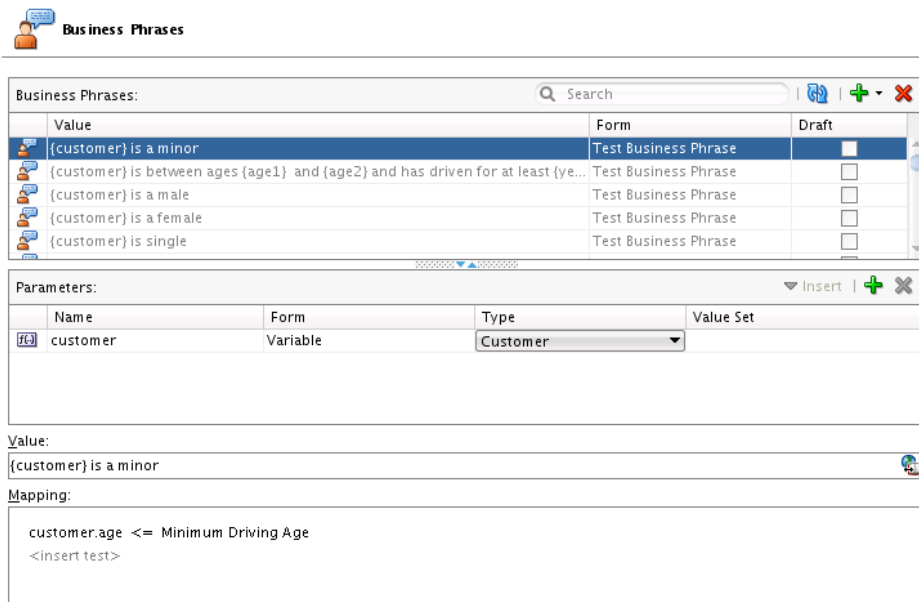 Business Phrases
Business Phrases: Search
Value Form Draft
{customer} is a minor Test Business Phrase
{customer} is between ages {age1} and {age2} and has driven for at least {ye... Test Business Phrase
{customer} is a male Test Business Phrase
{customer} is a female Test Business Phrase
{customer} is single Test Business Phrase
Parameters: Insert
Name Form Type Value Set
f(.) customer Variable Customer
Value:
{customer} is a minor
Mapping:
customer.age <= Minimum Driving Age
<insert test>